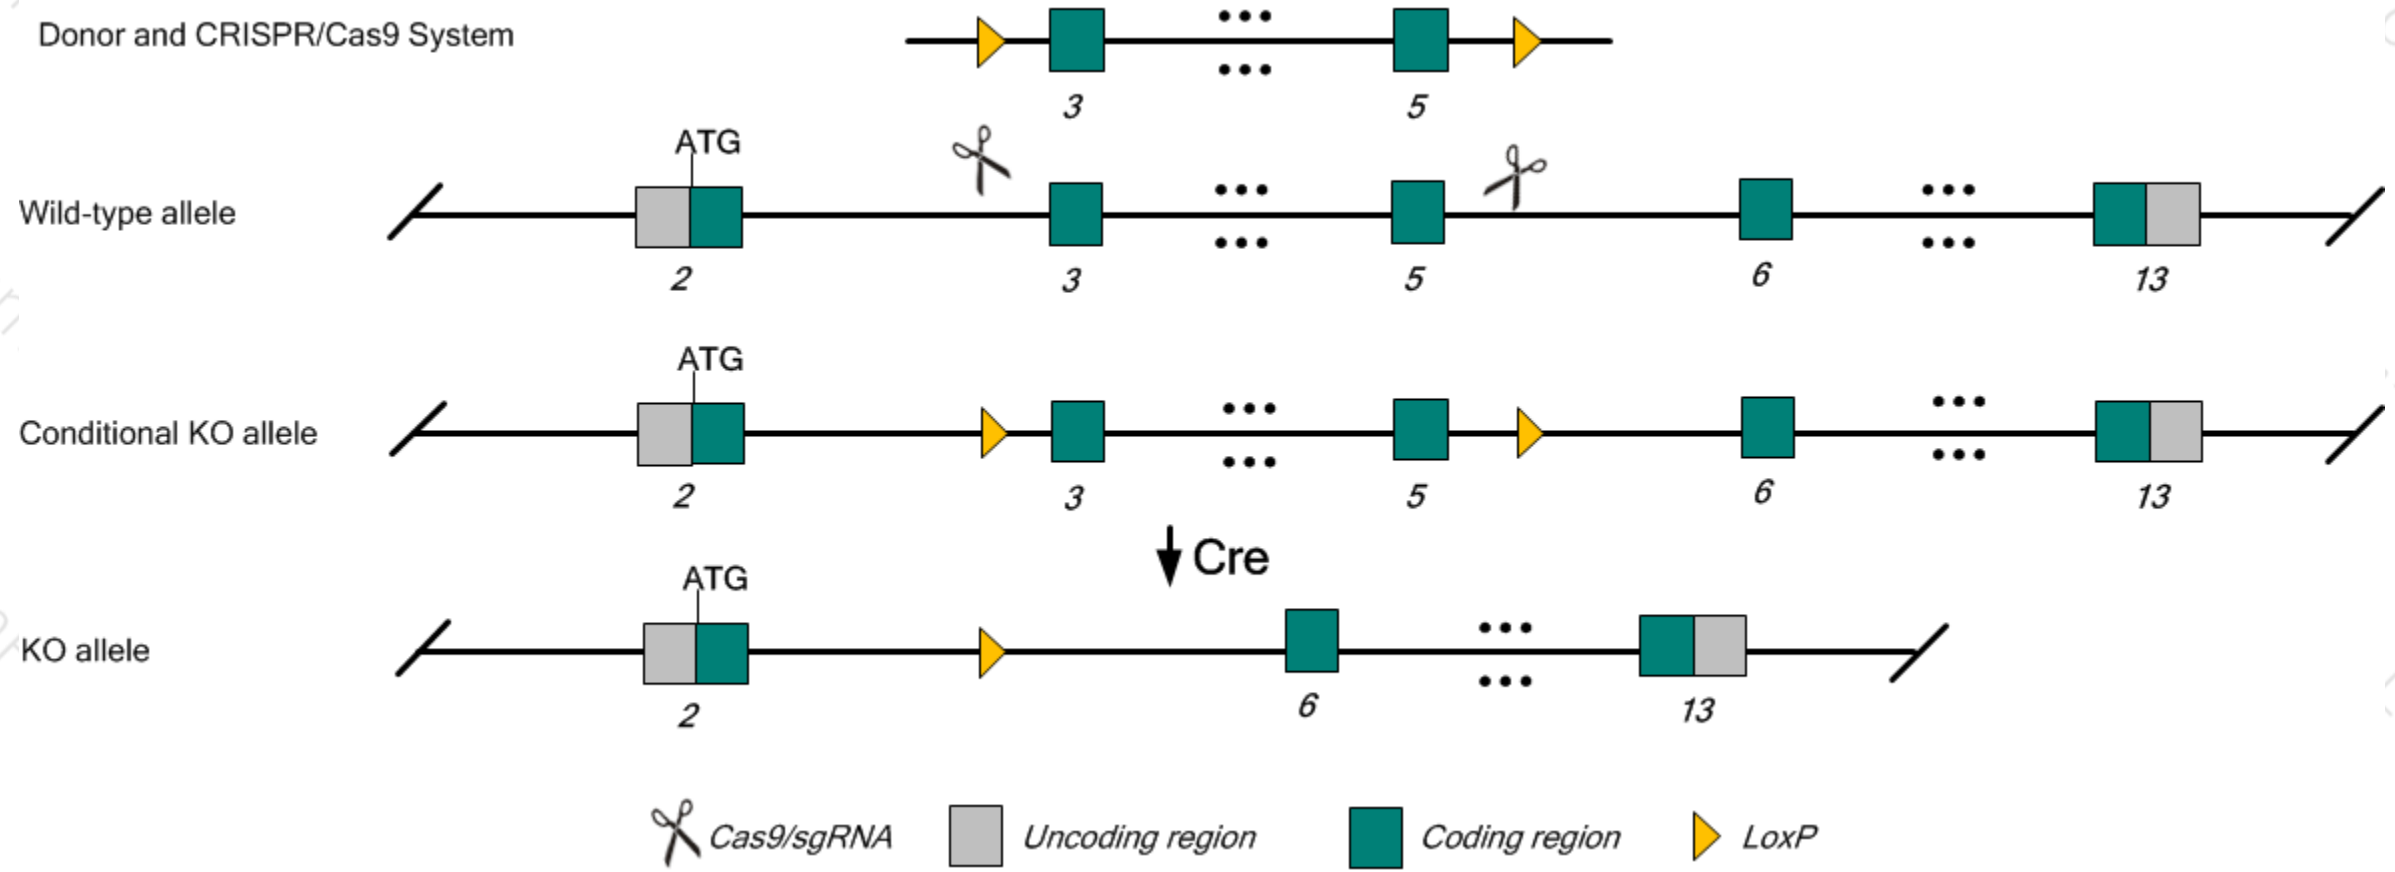 Donor and CRISPR/Cas9 System
3 5
ATG
Wild-type allele
2 3 5 6 13
ATG
Conditional KO allele
2 3 5 6 13
Cre
ATG
KO allele
2 6 13
Cas9/sgRNA Uncoding region Coding region LoxP